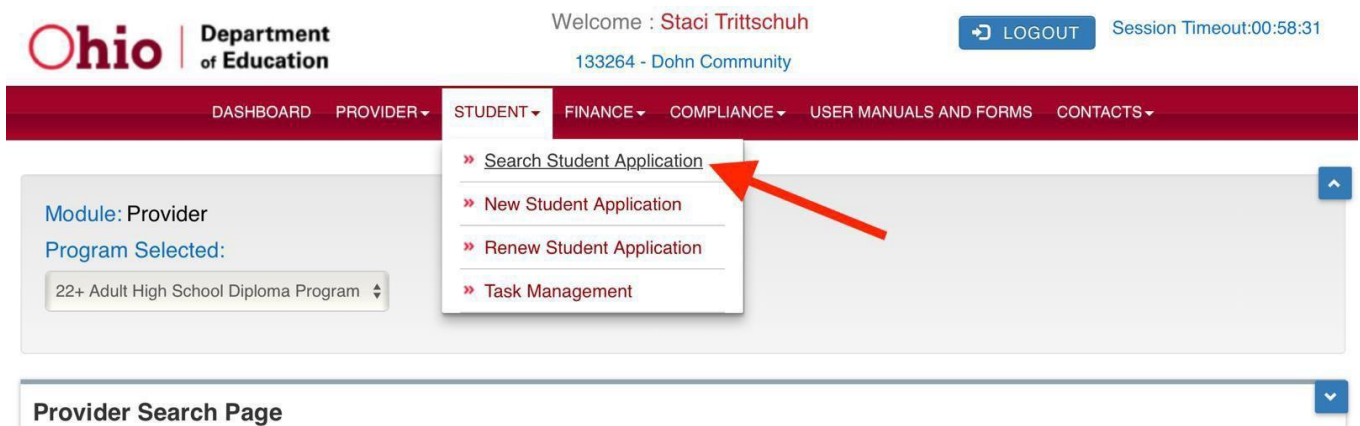 Ohio
Department
of Education
Welcome : Staci Trittschuh
133264 - Dohn Community
LOGOUT
Session Timeout:00:58:31
DASHBOARD PROVIDER STUDENT FINANCE COMPLIANCE USER MANUALS AND FORMS CONTACTS
» Search Student Application
» New Student Application
» Renew Student Application
» Task Management
Module: Provider
Program Selected:
22+ Adult High School Diploma Program
Provider Search Page